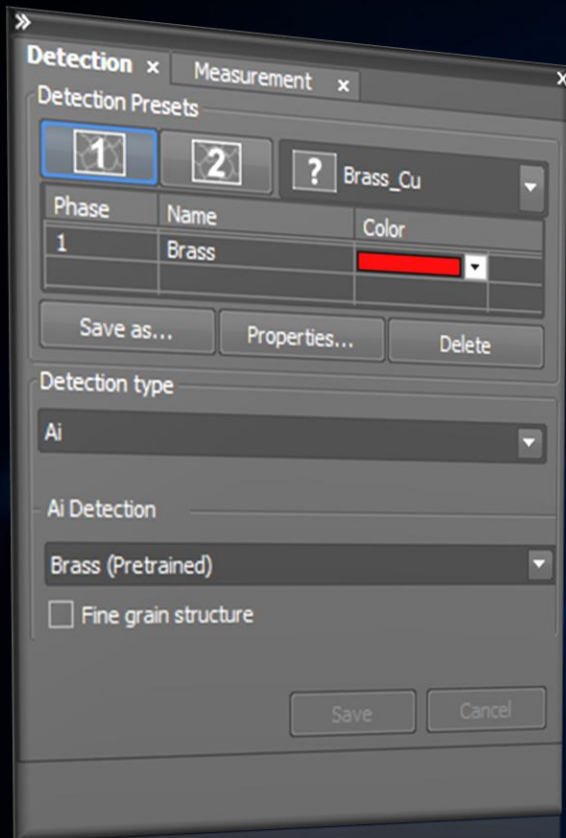 Detection x Measurement x
Detection Presets
1 2 ? Brass_Cu
Phase Name Color
1 Brass
Save as... Properties... Delete
Detection type
Ai
Ai Detection
Brass (Pretrained)
Fine grain structure
Save Cancel